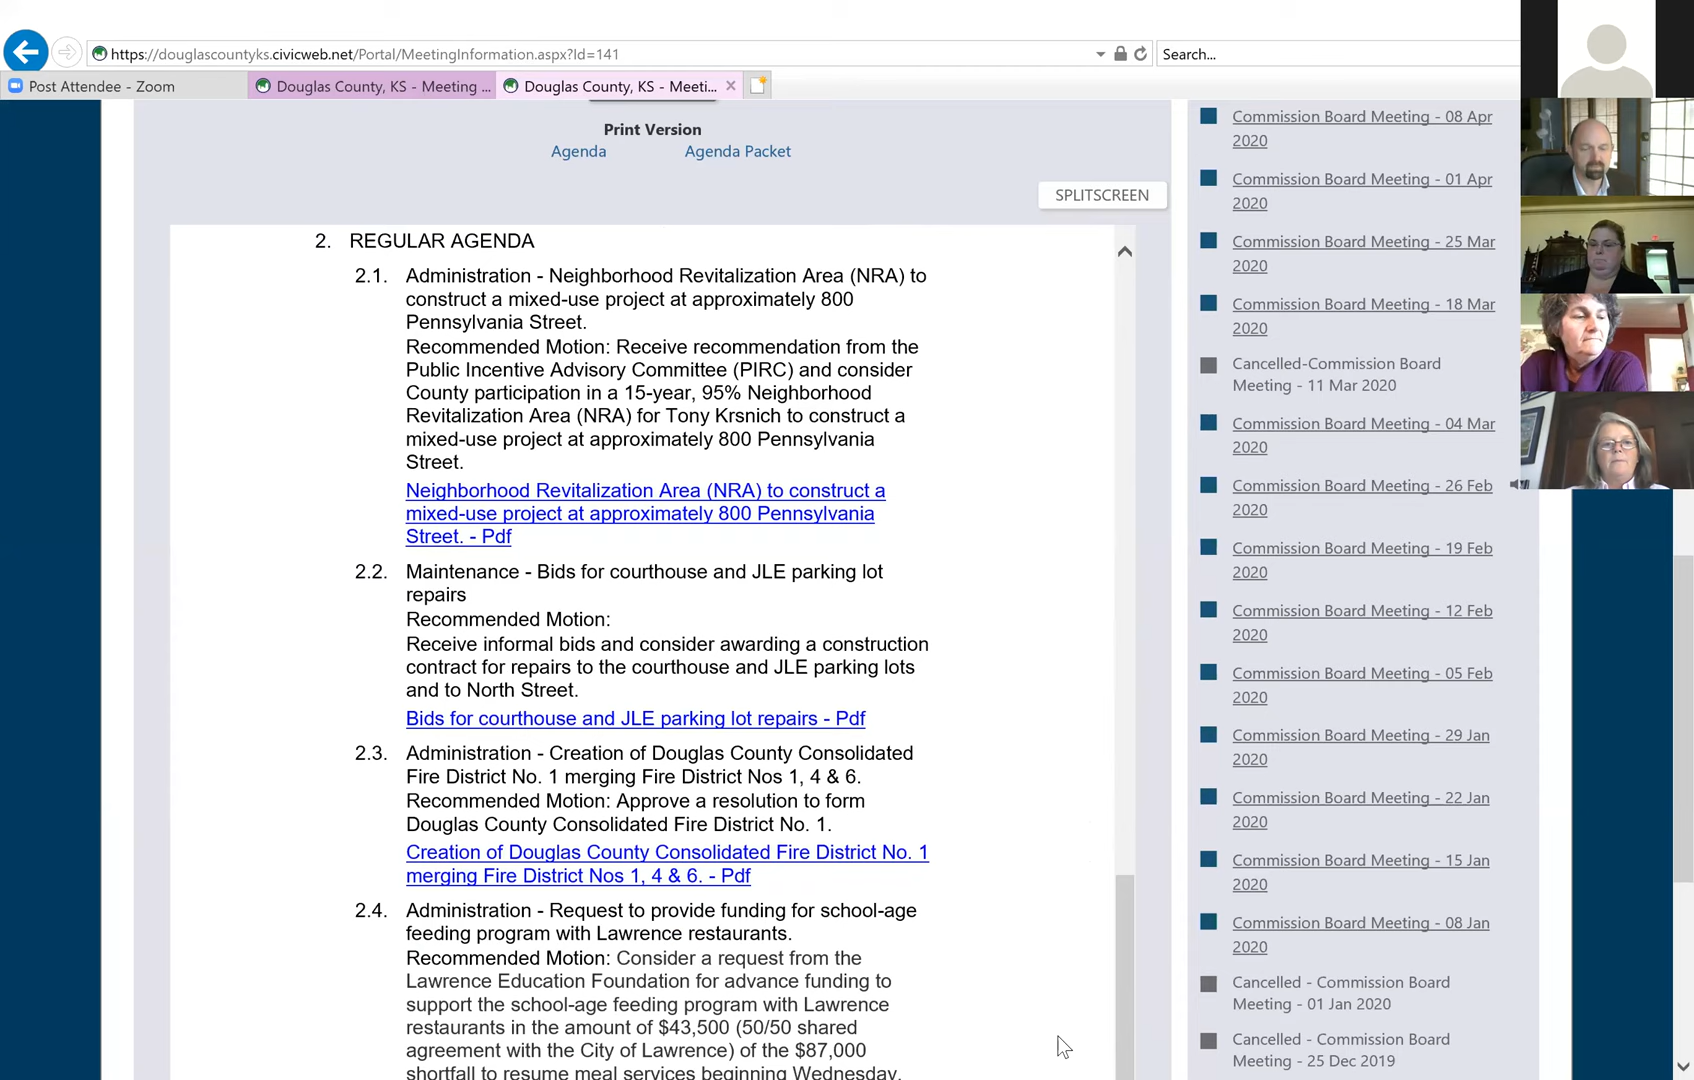 https://douglascountyks.civicweb.net/Portal/MeetingInformation.aspx?Id=141
Search...
Post Attendee - Zoom
Douglas County, KS - Meeting ...
Douglas County, KS - Meeti...
Print Version
Agenda
Agenda Packet
SPLITSCREEN
2. REGULAR AGENDA
2.1. Administration - Neighborhood Revitalization Area (NRA) to
construct a mixed-use project at approximately 800
Pennsylvania Street.
Recommended Motion: Receive recommendation from the
Public Incentive Advisory Committee (PIRC) and consider
County participation in a 15-year, 95% Neighborhood
Revitalization Area (NRA) for Tony Krsnich to construct a
mixed-use project at approximately 800 Pennsylvania
Street.
Neighborhood Revitalization Area (NRA) to construct a
mixed-use project at approximately 800 Pennsylvania
Street. - Pdf
2.2. Maintenance - Bids for courthouse and JLE parking lot
repairs
Recommended Motion:
Receive informal bids and consider awarding a construction
contract for repairs to the courthouse and JLE parking lots
and to North Street.
Bids for courthouse and JLE parking lot repairs - Pdf
2.3. Administration - Creation of Douglas County Consolidated
Fire District No. 1 merging Fire District Nos 1, 4 & 6.
Recommended Motion: Approve a resolution to form
Douglas County Consolidated Fire District No. 1.
Creation of Douglas County Consolidated Fire District No. 1
merging Fire District Nos 1, 4 & 6. - Pdf
2.4. Administration - Request to provide funding for school-age
feeding program with Lawrence restaurants.
Recommended Motion: Consider a request from the
Lawrence Education Foundation for advance funding to
support the school-age feeding program with Lawrence
restaurants in the amount of $43,500 (50/50 shared
agreement with the City of Lawrence) of the $87,000
shortfall to resume meal services beginning Wednesday,
Commission Board Meeting - 08 Apr
2020
Commission Board Meeting - 01 Apr
2020
Commission Board Meeting - 25 Mar
2020
Commission Board Meeting - 18 Mar
2020
Cancelled-Commission Board
Meeting - 11 Mar 2020
Commission Board Meeting - 04 Mar
2020
Commission Board Meeting - 26 Feb
2020
Commission Board Meeting - 19 Feb
2020
Commission Board Meeting - 12 Feb
2020
Commission Board Meeting - 05 Feb
2020
Commission Board Meeting - 29 Jan
2020
Commission Board Meeting - 22 Jan
2020
Commission Board Meeting - 15 Jan
2020
Commission Board Meeting - 08 Jan
2020
Cancelled - Commission Board
Meeting - 01 Jan 2020
Cancelled - Commission Board
Meeting - 25 Dec 2019